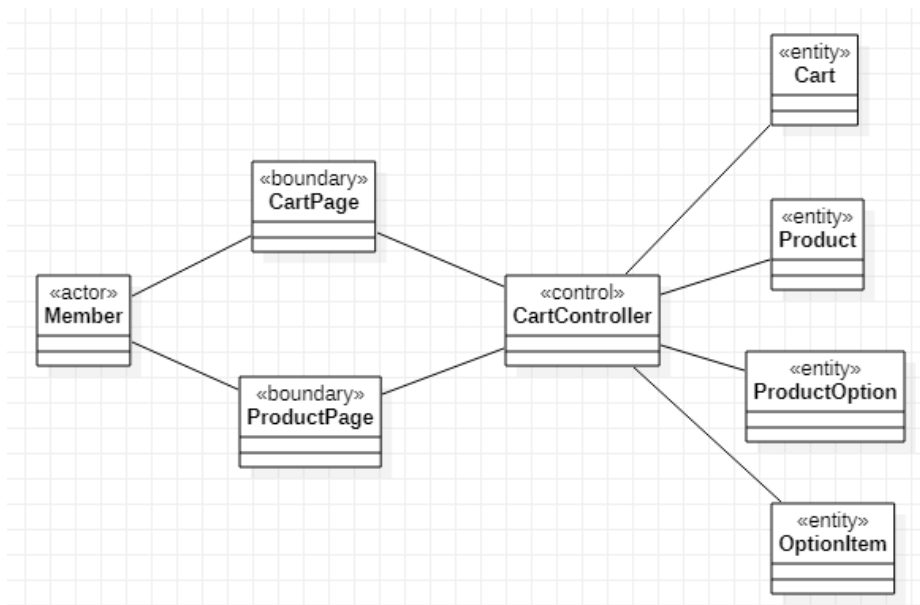 «entity»
Cart
«boundary»
CartPage
«entity»
Product
«actor»
Member
«control»
CartController
«entity»
ProductOption
«boundary»
ProductPage
«entity»
OptionItem